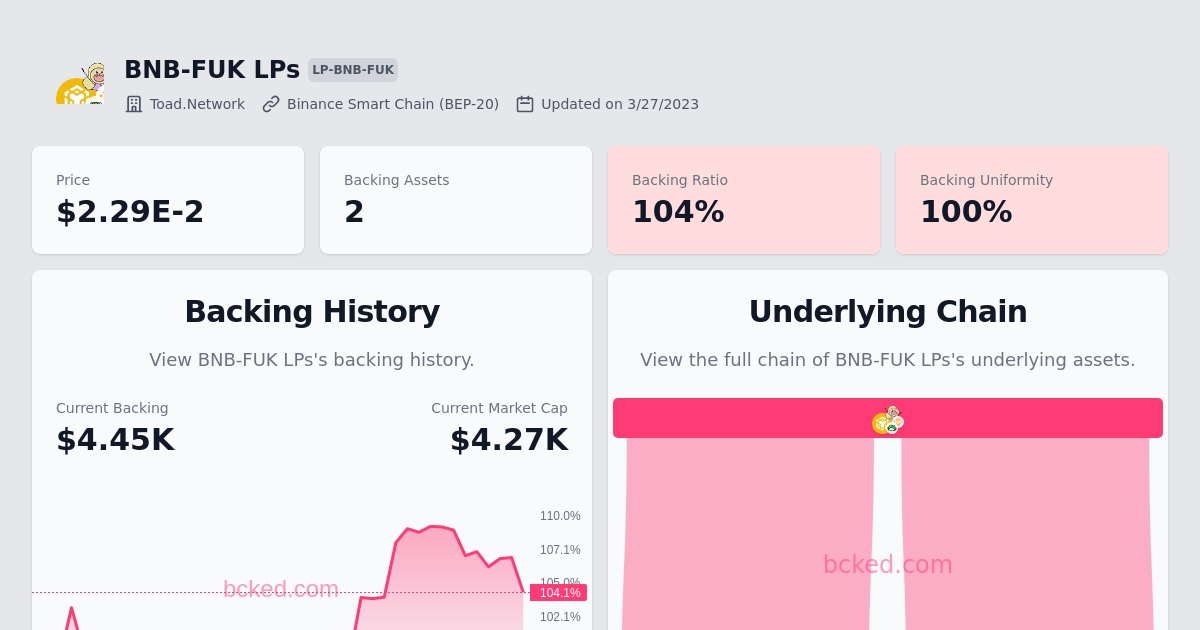 BNB-FUK LPs LP-BNB-FUK
Toad.Network Binance Smart Chain (BEP-20) Updated on 3/27/2023
Price
$2.29E-2
Backing Assets
2
Backing Ratio
104%
Backing Uniformity
100%
Backing History
View BNB-FUK LPs's backing history.
Current Backing
$4.45K
Current Market Cap
$4.27K
110.0%
107.1%
105.0%
104.1%
102.1%
bcked.com
Underlying Chain
View the full chain of BNB-FUK LPs's underlying assets.
bcked.com